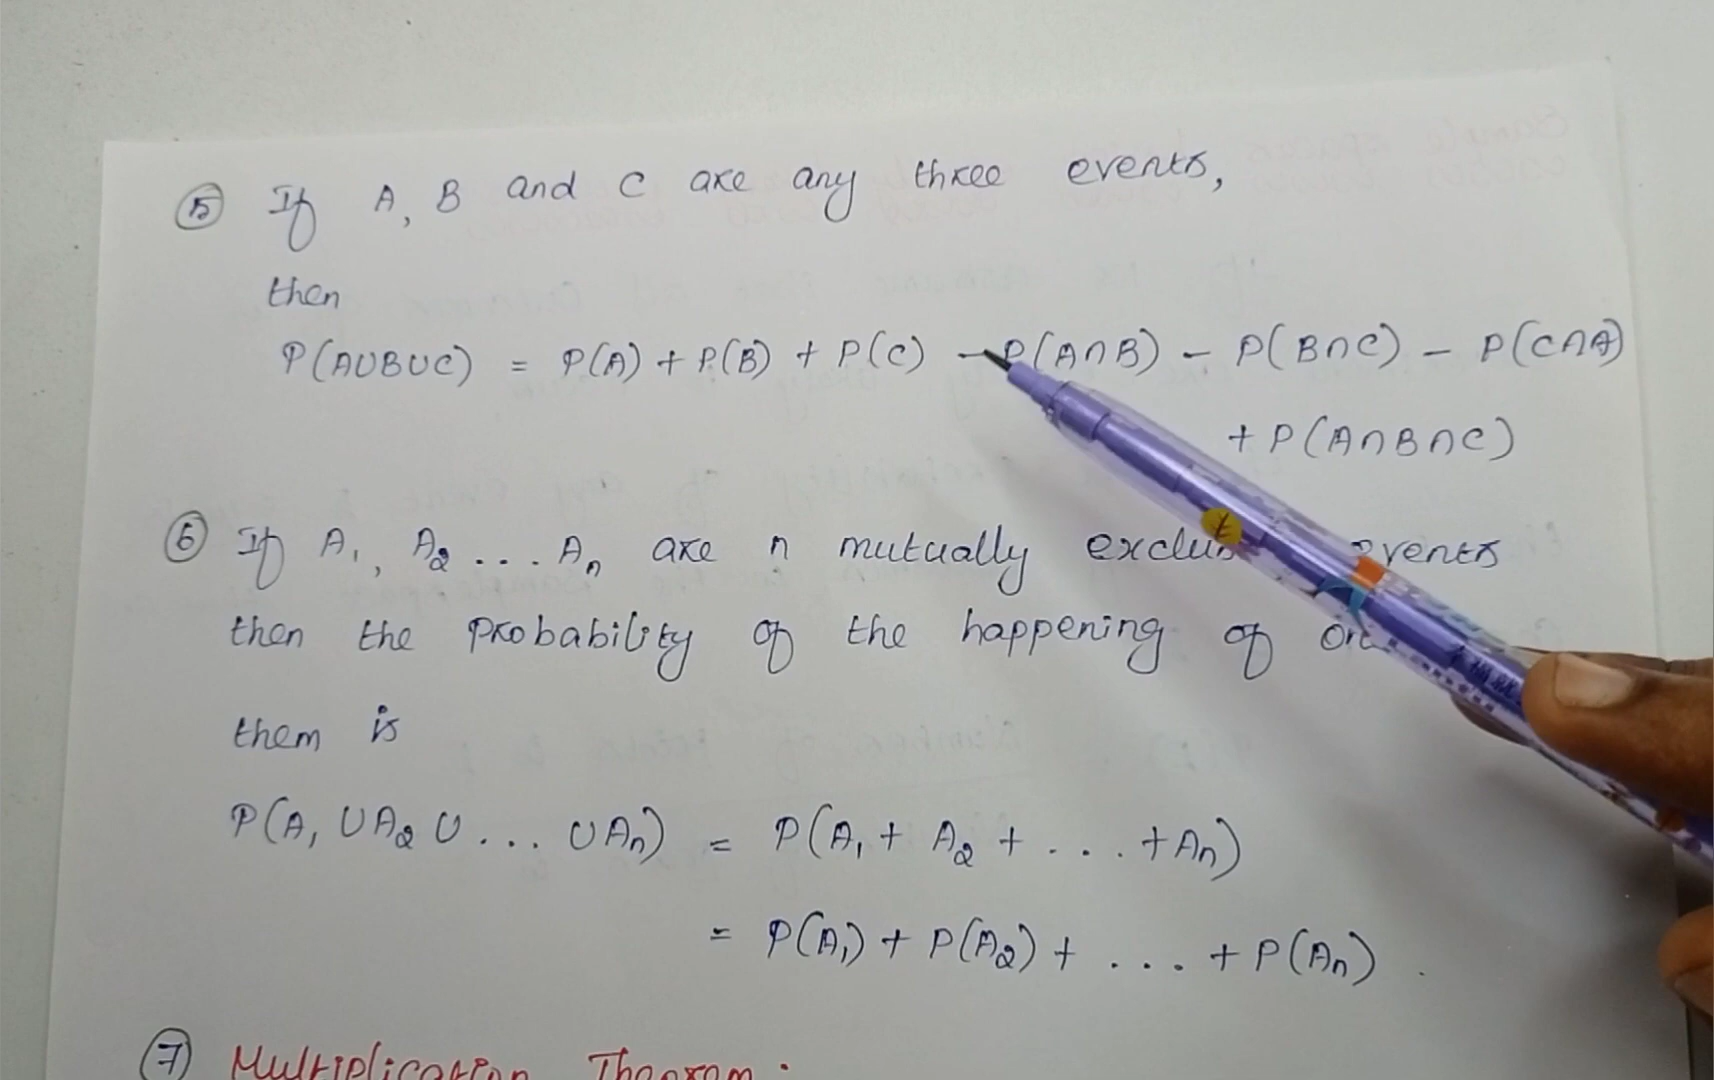 ⑤ If A, B and C are any three events,
then
P(A∪B∪C) = P(A) + P(B) + P(C) - P(A∩B) - P(B∩C) - P(C∩A)
+ P(A∩B∩C)
⑥ If A₁, A₂ ... Aₙ are n mutually
then the probability of the happening of
them is
P(A₁ ∪ A₂ ∪ ... ∪ Aₙ) = P(A₁ + A₂ + ... + Aₙ)
= P(A₁) + P(A₂) + ... + P(Aₙ).
⑦ Multiplication Theorem: